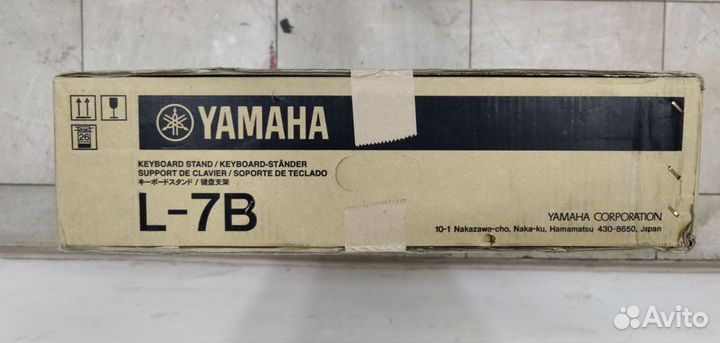 26
YAMAHA
KEYBOARD STAND / KEYBOARD-STÄNDER
SUPPORT DE CLAVIER / SOPORTE DE TECLADO
キーボードスタンド / 键盘支架
L-7B
YAMAHA CORPORATION
10-1 Nakazawa-cho, Naka-ku, Hamamatsu 430-8650, Japan
Avito